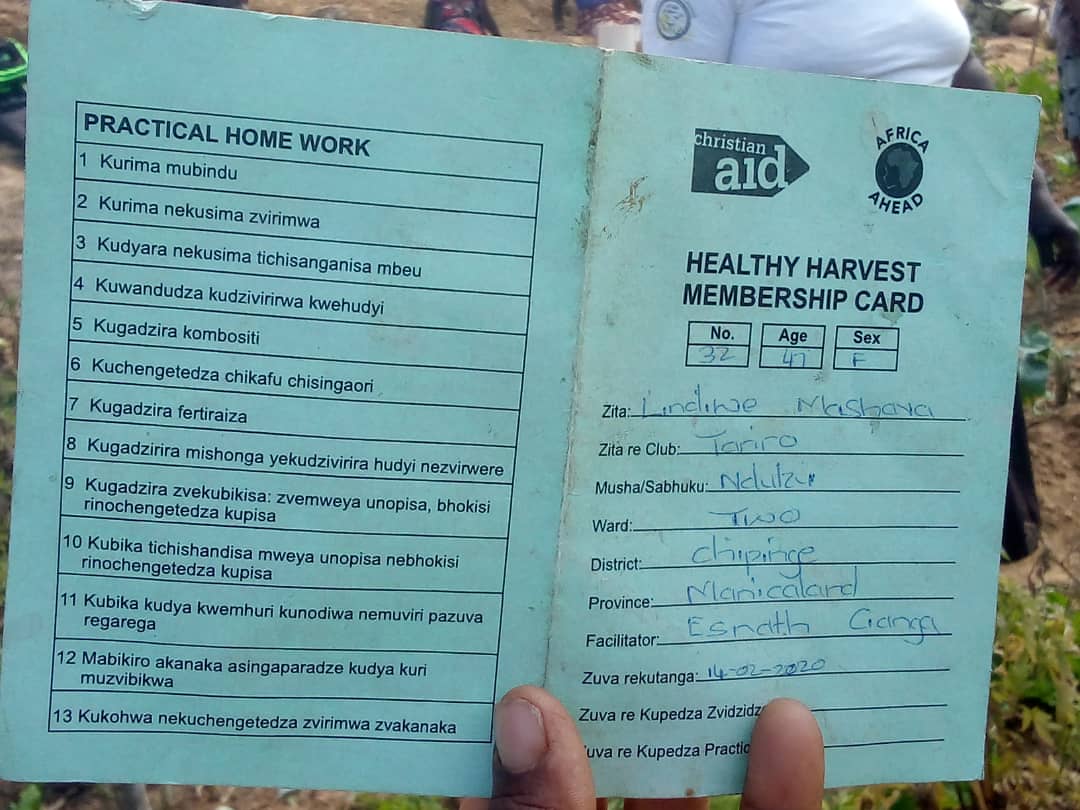 PRACTICAL HOME WORK
1 Kurima mubindu
2 Kurima nekusima zvirimwa
3 Kudyara nekusima tichisanganisa mbeu
4 Kuwandudza kudzivirirwa kwehudyi
5 Kugadzira kombositi
6 Kuchengetedza chikafu chisingaori
7 Kugadzira fertiraiza
8 Kugadzirira mishonga yekudzivirira hudyi nezvirwere
9 Kugadzira zvekubikisa: zvemweya unopisa, bhokisi
rinochengetedza kupisa
10 Kubika tichishandisa mweya unopisa nebhokisi
rinochengetedza kupisa
11 Kubika kudya kwemhuri kunodiwa nemuviri pazuva
regarega
12 Mabikiro akanaka asingaparadze kudya kuri
muzvibikwa
13 Kukohwa nekuchengetedza zvirimwa zvakanaka
christian
aid
AFRICA
AHEAD
HEALTHY HARVEST
MEMBERSHIP CARD
No. Age Sex
32 47 F
Zita: Lindiwe Mashava
Zita re Club: Tariro
Musha/Sabhuku:
Ward: Two
District: Chipinge
Province: Manicaland
Facilitator: Esnath Ganga
Zuva rekutanga: 14-02-2020
Zuva re Kupedza
Kupedza